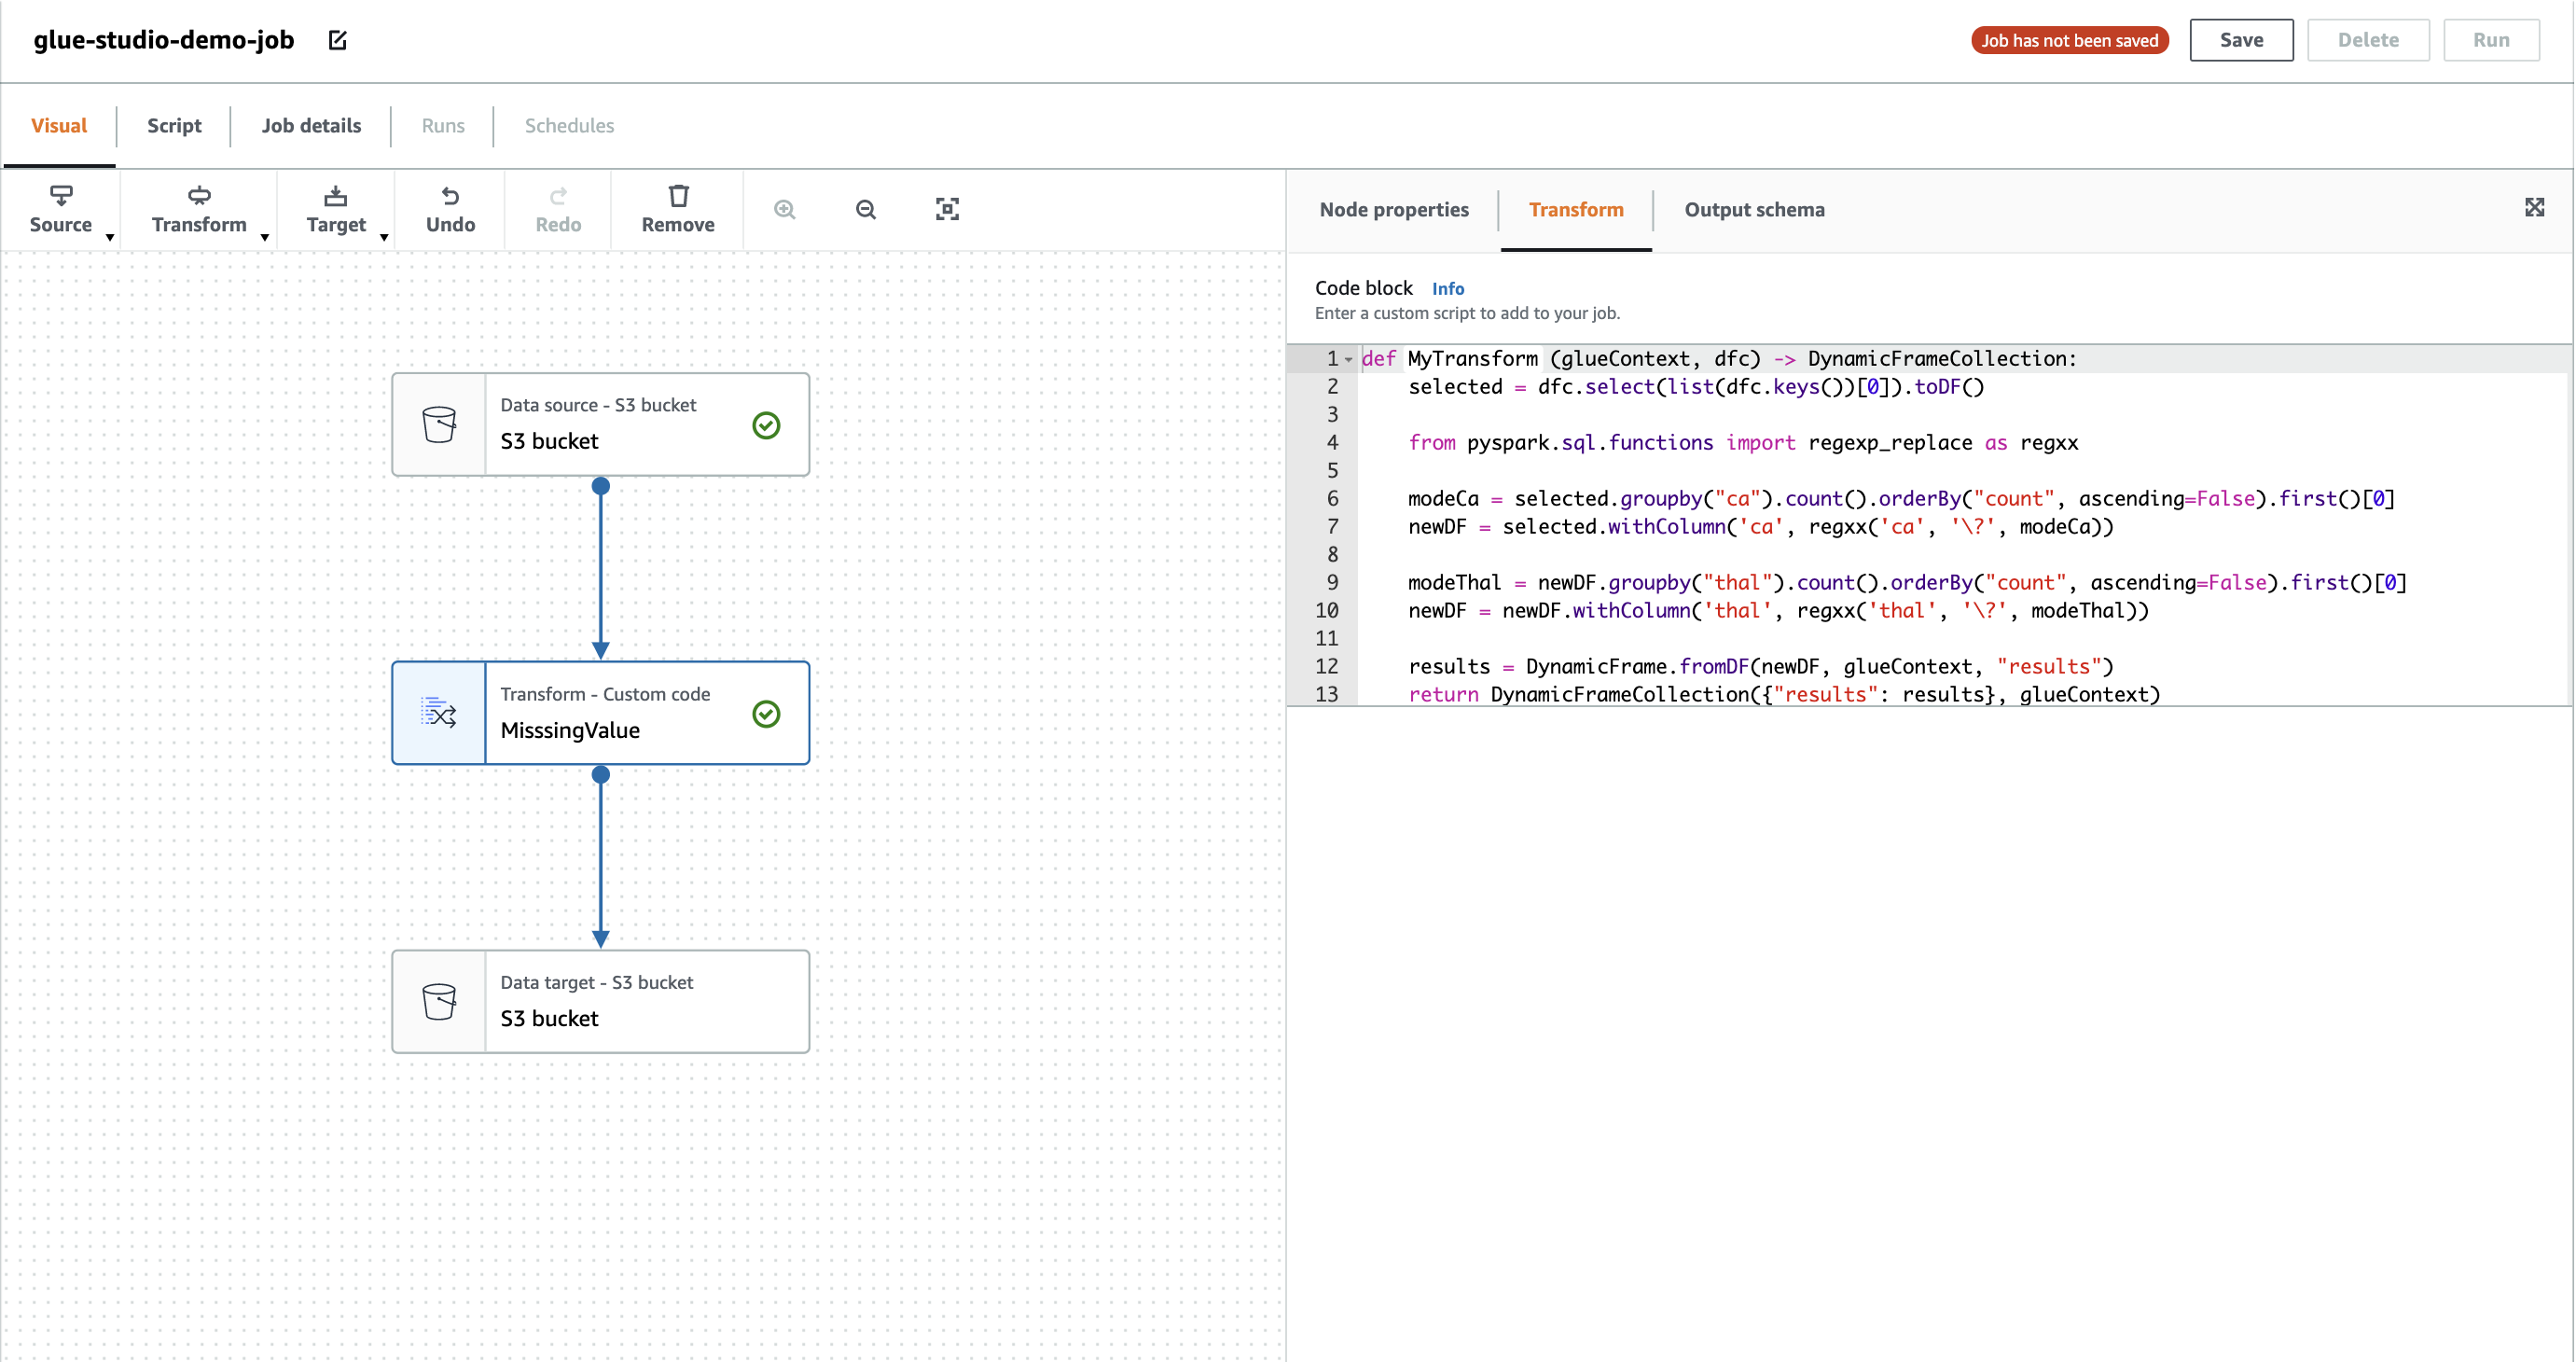 glue-studio-demo-job
Job has not been saved
Save
Delete
Run
Visual
Script
Job details
Runs
Schedules
Source
Transform
Target
Undo
Redo
Remove
Data source - S3 bucket
S3 bucket
Transform - Custom code
MisssingValue
Data target - S3 bucket
S3 bucket
Node properties
Transform
Output schema
Code block Info
Enter a custom script to add to your job.
1 def MyTransform (glueContext, dfc) -> DynamicFrameCollection:
2     selected = dfc.select(list(dfc.keys())[0]).toDF()
3
4     from pyspark.sql.functions import regexp_replace as regxx
5
6     modeCa = selected.groupby("ca").count().orderBy("count", ascending=False).first()[0]
7     newDF = selected.withColumn('ca', regxx('ca', '\?', modeCa))
8
9     modeThal = newDF.groupby("thal").count().orderBy("count", ascending=False).first()[0]
10     newDF = newDF.withColumn('thal', regxx('thal', '\?', modeThal))
11
12     results = DynamicFrame.fromDF(newDF, glueContext, "results")
13     return DynamicFrameCollection({"results": results}, glueContext)